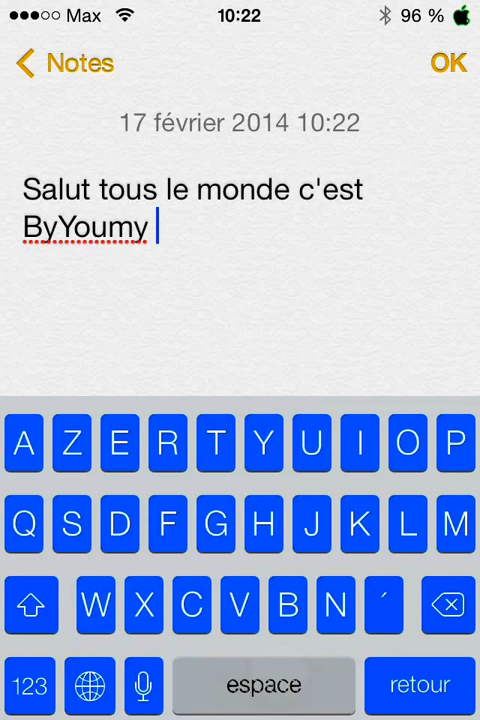 Max 10:22 96 %
Notes OK
17 février 2014 10:22
Salut tous le monde c'est
ByYoumy
A Z E R T Y U I O P
Q S D F G H J K L M
W X C V B N ´
123 espace retour